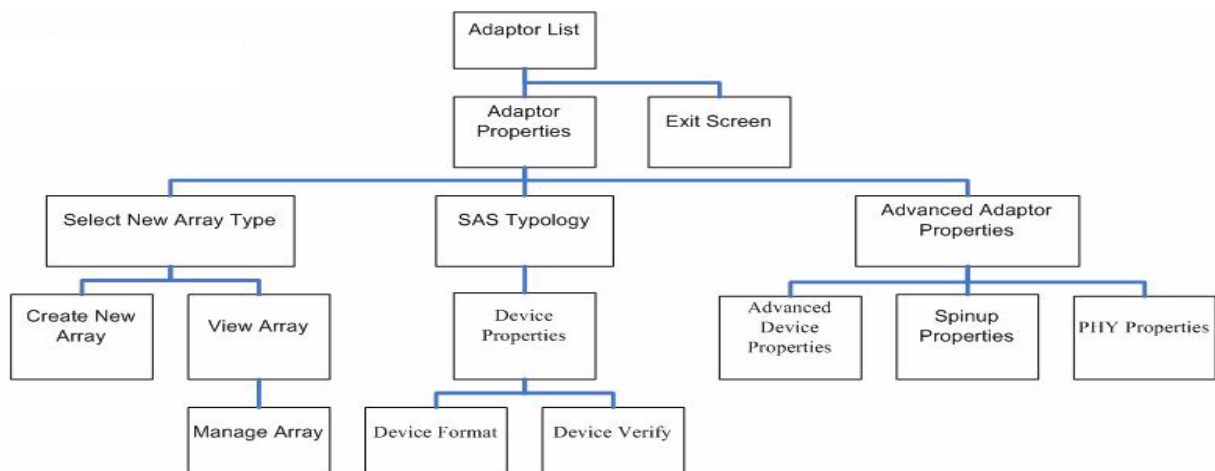 Adaptor List
Adaptor
Properties
Exit Screen
Select New Array Type
SAS Typology
Advanced Adaptor
Properties
Create New
Array
View Array
Device
Properties
Advanced
Device
Properties
Spinup
Properties
PHY Properties
Manage Array
Device Format
Device Verify